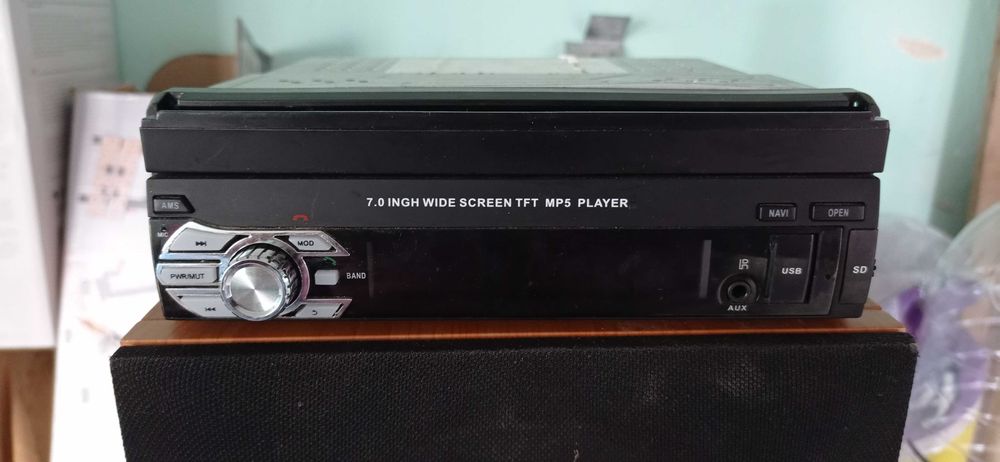 7.0 INGH WIDE SCREEN TFT MP5 PLAYER
AMS
NAVI
OPEN
MIC
MOD
PWR/MUT
BAND
USB
SD
AUX